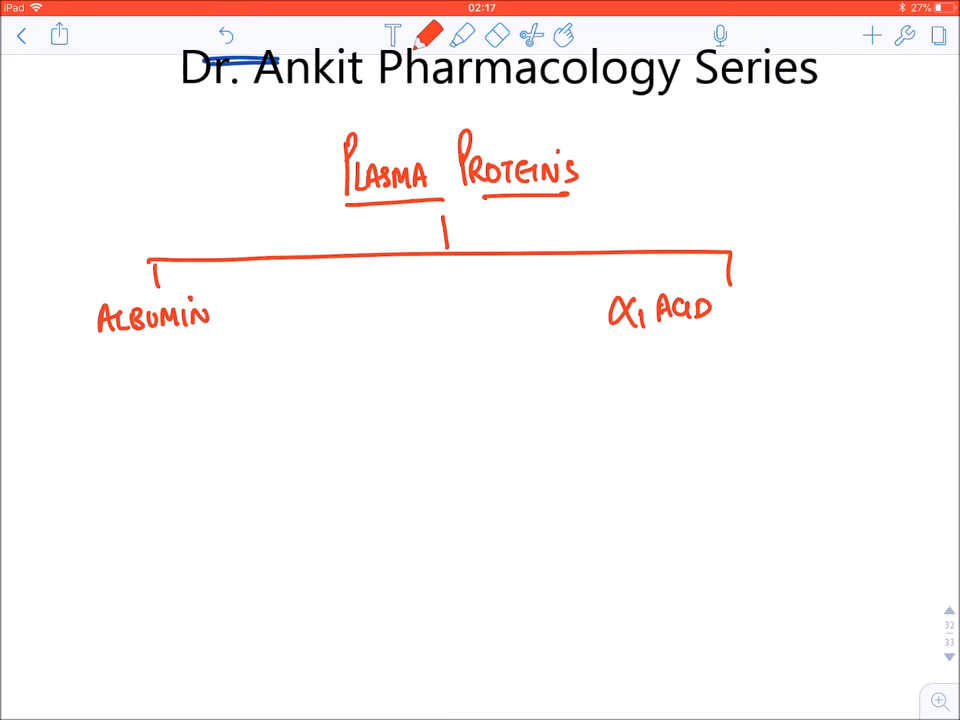 iPad 02:17 27%
T
Dr. Ankit Pharmacology Series
PLASMA PROTEINS
ALBUMIN α1 ACID
32
33